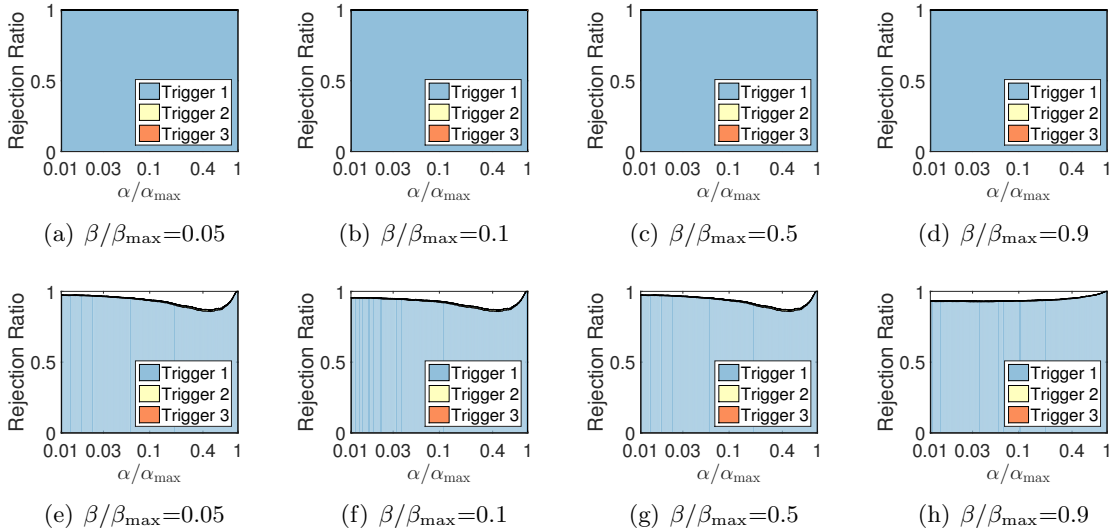 1
0.5
0
Rejection Ratio
Trigger 1
Trigger 2
Trigger 3
0.01 0.03 0.1 0.4 1
α/αmax
(a) β/βmax=0.05
1
0.5
0
Rejection Ratio
Trigger 1
Trigger 2
Trigger 3
0.01 0.03 0.1 0.4 1
α/αmax
(b) β/βmax=0.1
1
0.5
0
Rejection Ratio
Trigger 1
Trigger 2
Trigger 3
0.01 0.03 0.1 0.4 1
α/αmax
(c) β/βmax=0.5
1
0.5
0
Rejection Ratio
Trigger 1
Trigger 2
Trigger 3
0.01 0.03 0.1 0.4 1
α/αmax
(d) β/βmax=0.9
1
0.5
0
Rejection Ratio
Trigger 1
Trigger 2
Trigger 3
0.01 0.03 0.1 0.4 1
α/αmax
(e) β/βmax=0.05
1
0.5
0
Rejection Ratio
Trigger 1
Trigger 2
Trigger 3
0.01 0.03 0.1 0.4 1
α/αmax
(f) β/βmax=0.1
1
0.5
0
Rejection Ratio
Trigger 1
Trigger 2
Trigger 3
0.01 0.03 0.1 0.4 1
α/αmax
(g) β/βmax=0.5
1
0.5
0
Rejection Ratio
Trigger 1
Trigger 2
Trigger 3
0.01 0.03 0.1 0.4 1
α/αmax
(h) β/βmax=0.9